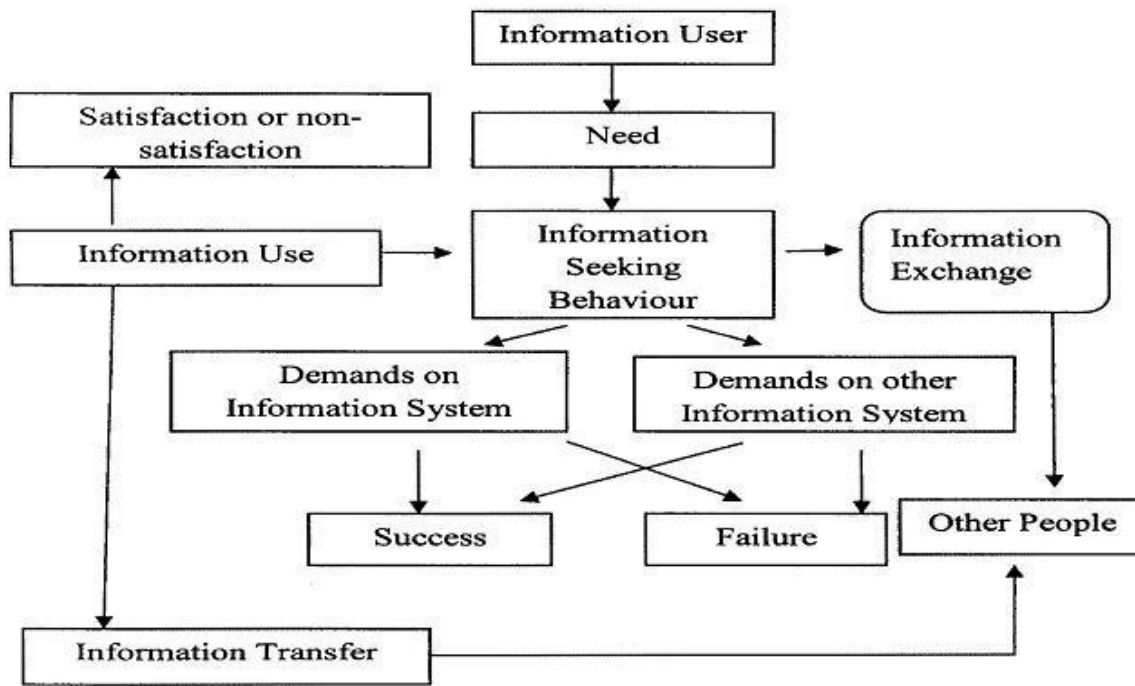 Information User
Satisfaction or non-
satisfaction
Need
Information Use
Information
Seeking
Behaviour
Information
Exchange
Demands on
Information System
Demands on other
Information System
Success
Failure
Other People
Information Transfer